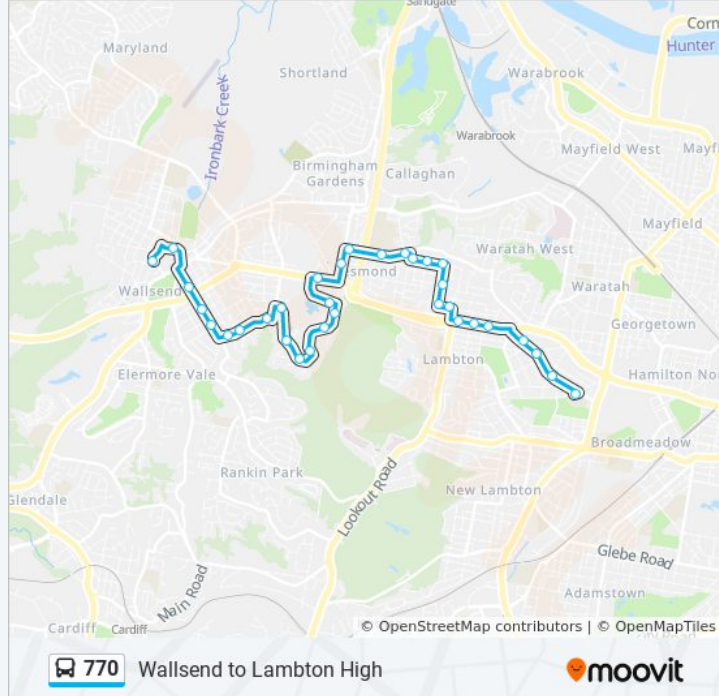 Sandgate
Corn
Hunter
Maryland
Shortland
Warabrook
Ironbark Creek
Warabrook
Mayfield West
Mayfi
Birmingham
Gardens
Callaghan
Mayfield
Waratah West
esmond
Waratah
Wallsend
Georgetown
Lambton
Elermore Vale
Hamilton Nor
Broadmeadow
Rankin Park
Lookout Road
New Lambton
Glendale
Glebe Road
Main Road
Adamstown
Cardiff
Cardiff
© OpenStreetMap contributors | © OpenMapTiles
770
Wallsend to Lambton High
moovit